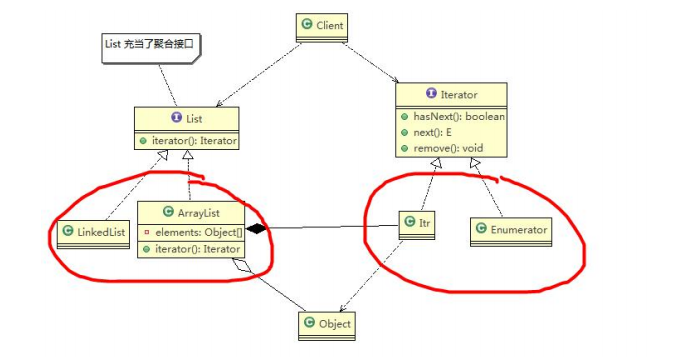 Client
List 充当了聚合接口
Iterator
hasNext(): boolean
next(): E
remove(): void
List
iterator(): Iterator
ArrayList
elements: Object[]
iterator(): Iterator
LinkedList
Itr
Enumerator
Object